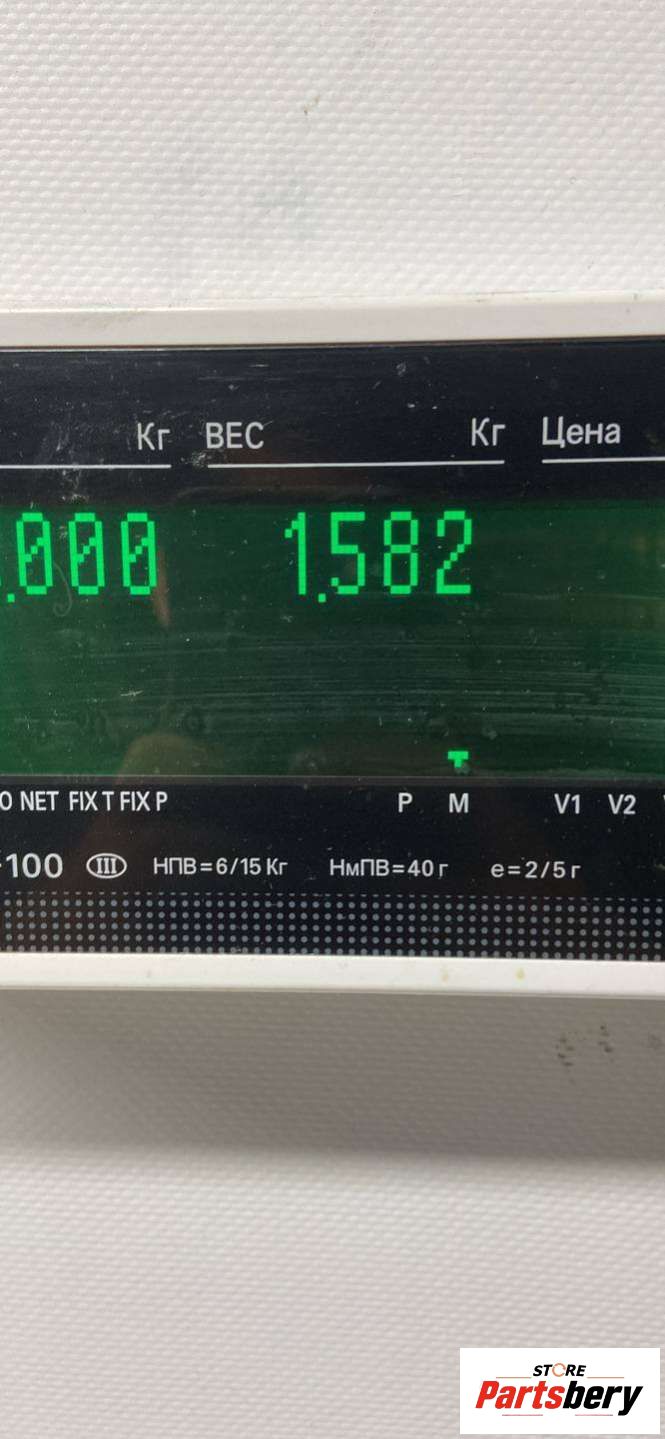 Кг ВЕС Кг Цена
.000 1.582
O NET FIX T FIX P P M V1 V2
-100 III НПВ=6/15 Кг НмПВ=40 г e=2/5 г
STORE
Partsbery